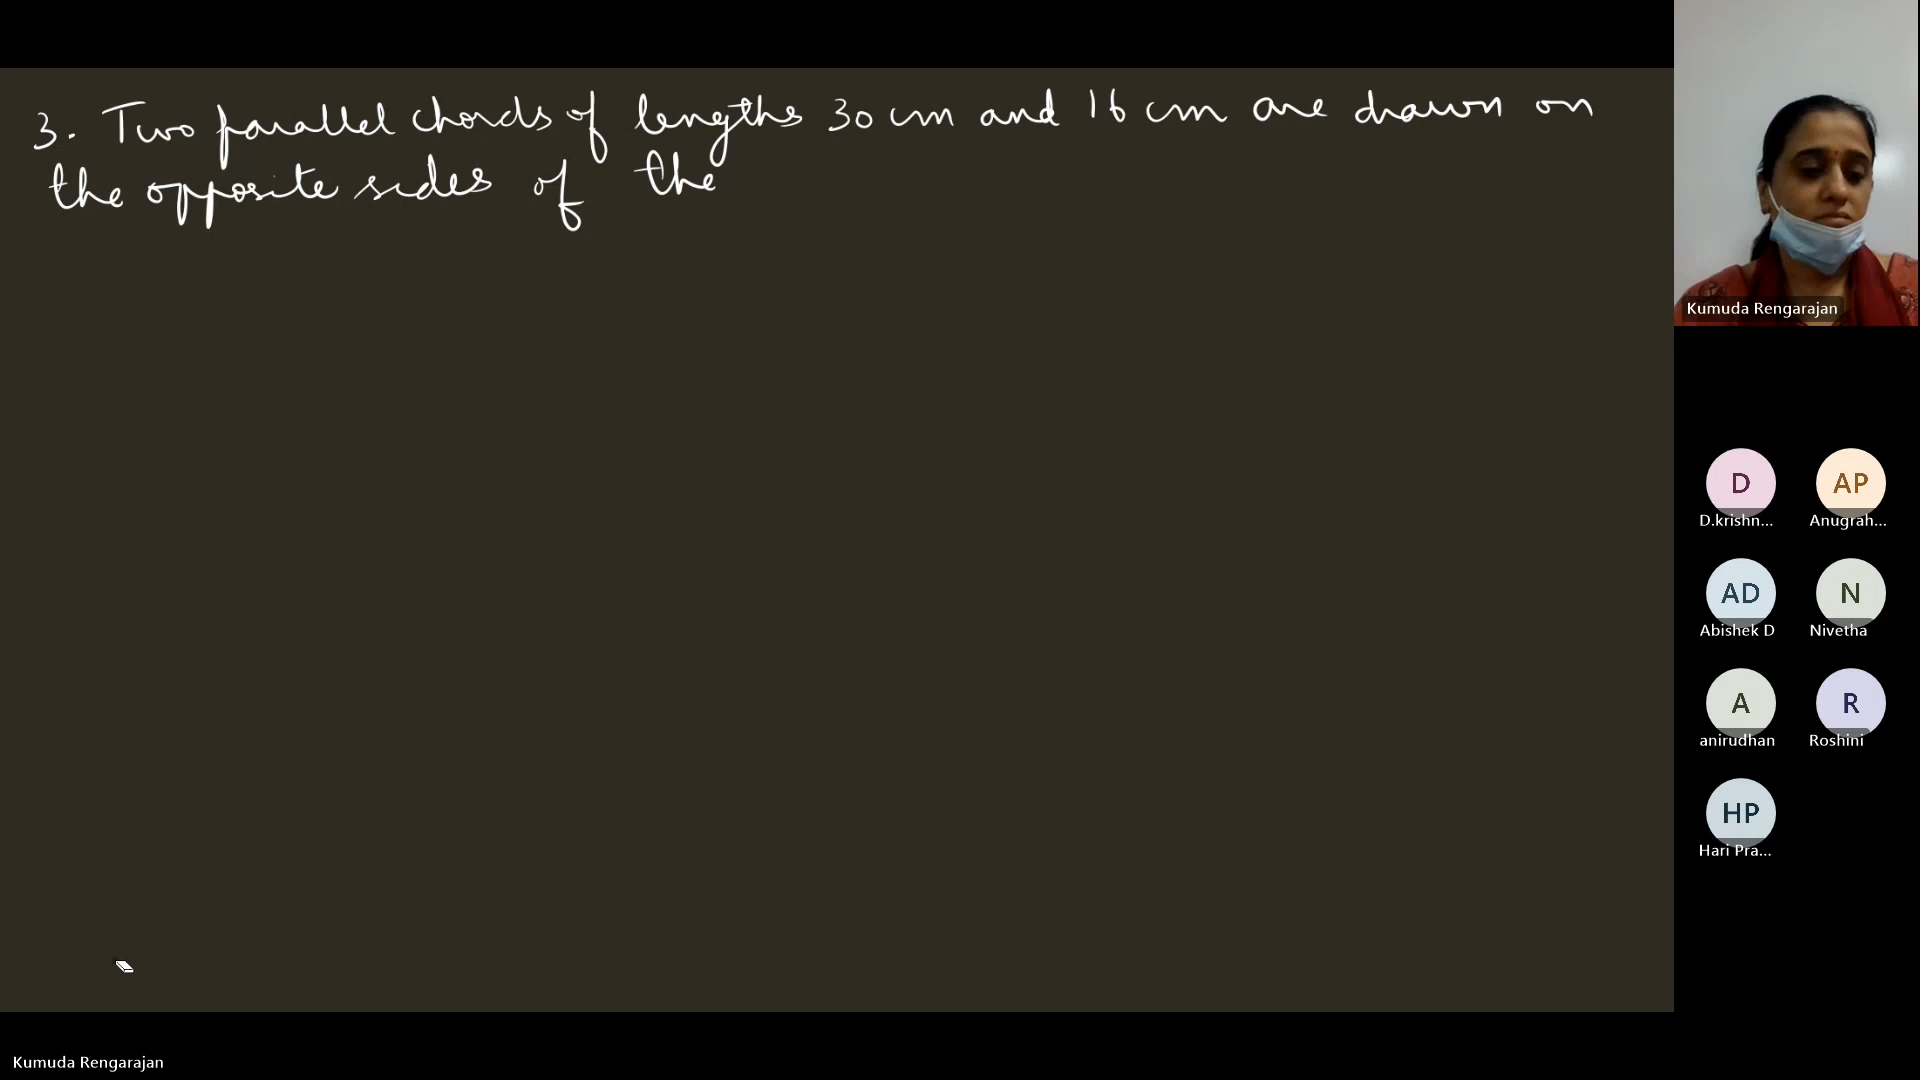 3. Two parallel chords of lengths 30 cm and 16 cm are drawn on
the opposite sides of the
Kumuda Rengarajan
D
AP
D.krishn...
Anugrah...
AD
N
Abishek D
Nivetha
A
R
anirudhan
Roshini
HP
Hari Pra...
Kumuda Rengarajan